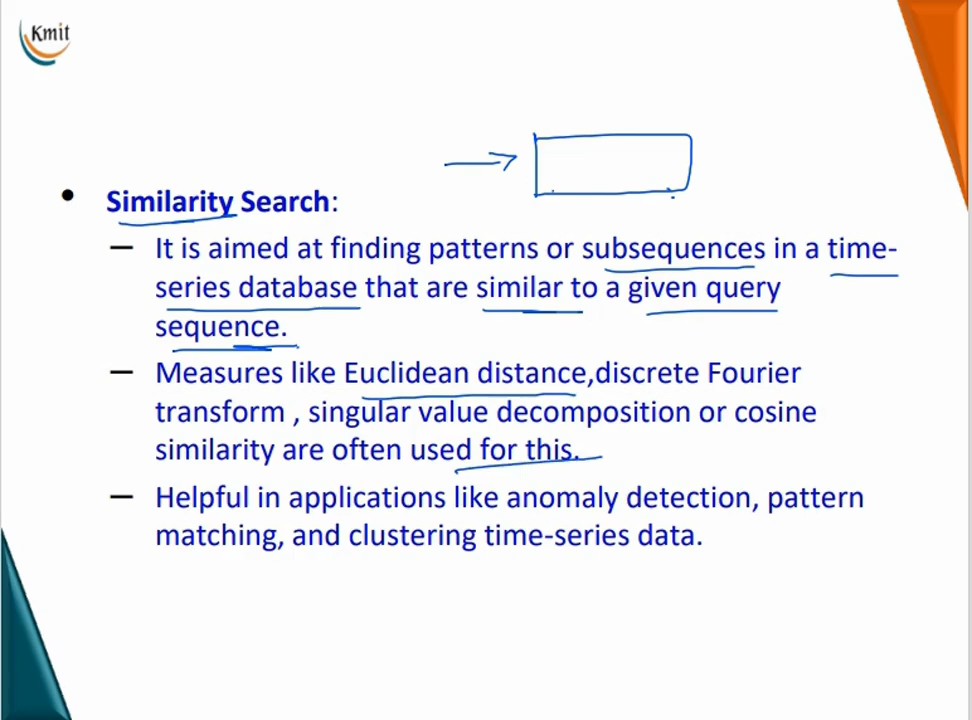 Kmit
• Similarity Search:
— It is aimed at finding patterns or subsequences in a time-
series database that are similar to a given query
sequence.
— Measures like Euclidean distance,discrete Fourier
transform , singular value decomposition or cosine
similarity are often used for this.
— Helpful in applications like anomaly detection, pattern
matching, and clustering time-series data.